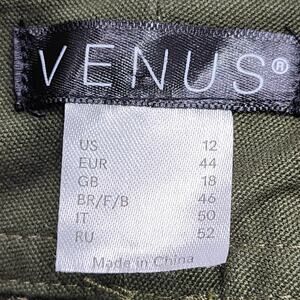 VENUS®
US 12
EUR 44
GB 18
BR/F/B 46
IT 50
RU 52
Made in China